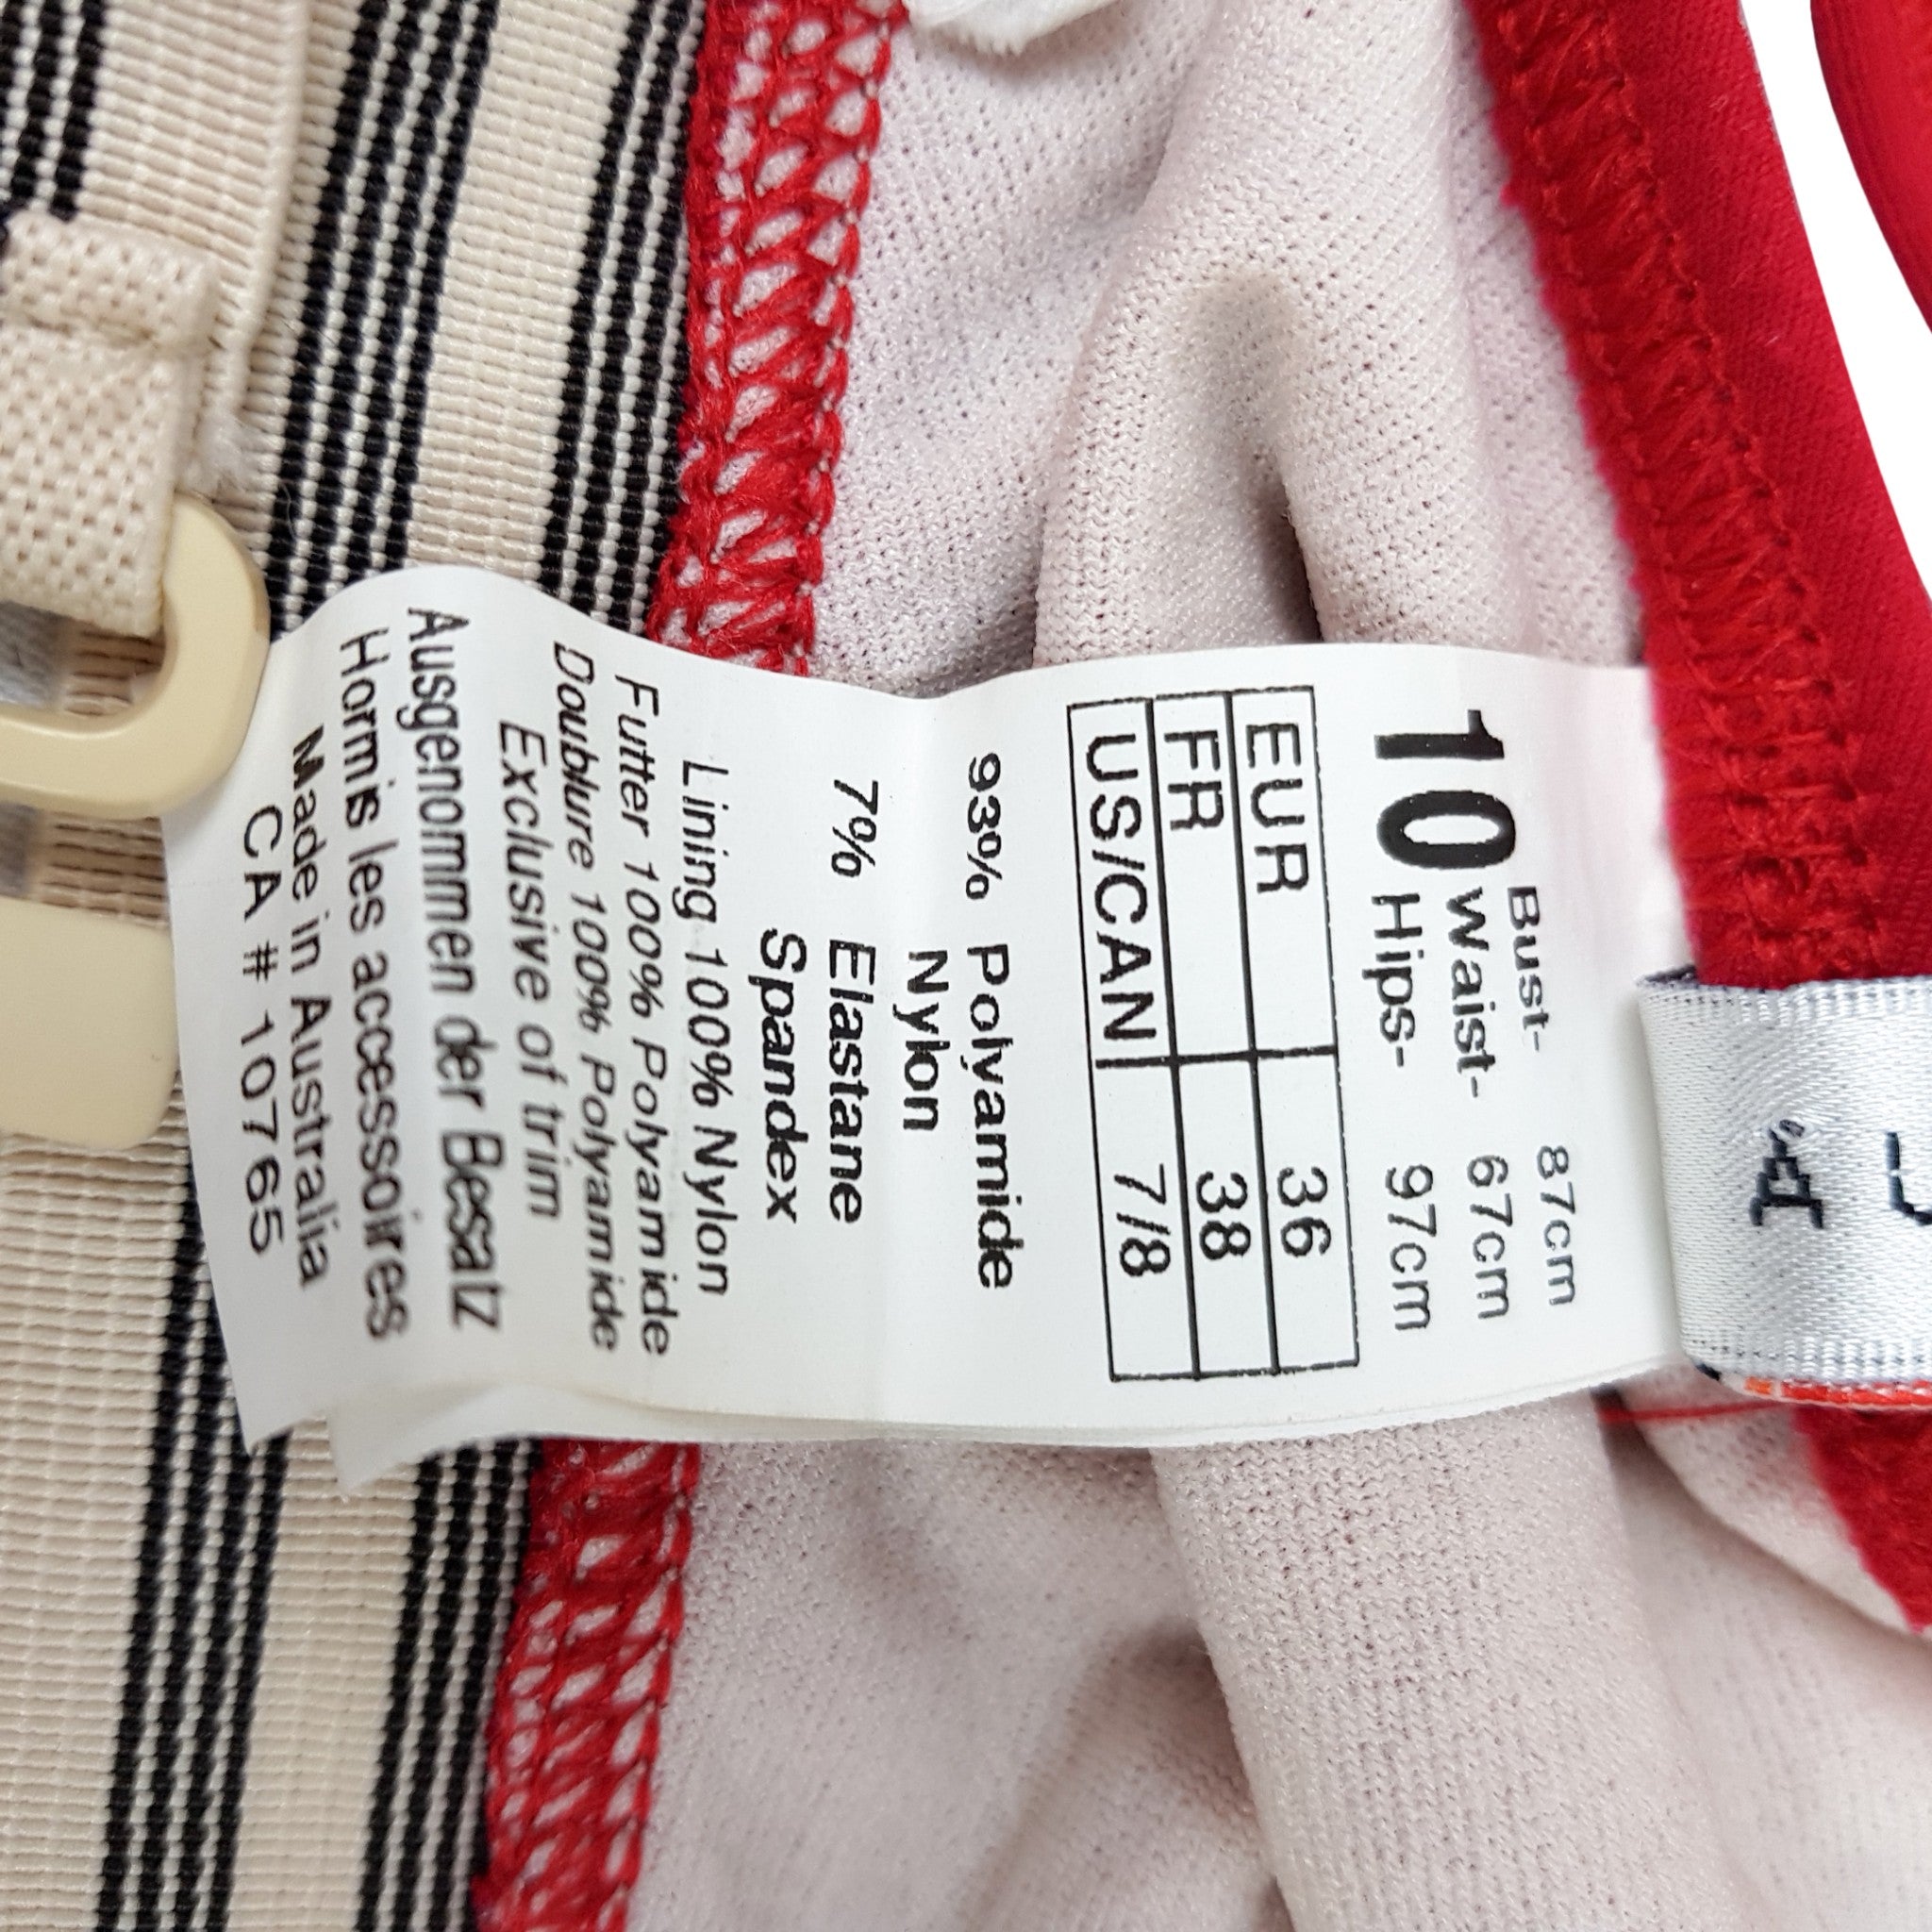 10
Bust- 87cm
Waist- 67cm
Hips- 97cm
EUR 36
FR 38
US/CAN 7/8
93% Polyamide
Nylon
7% Elastane
Spandex
Lining 100% Nylon
Futter 100% Polyamide
Doublure 100% Polyamide
Exclusive of trim
Ausgenommen der Besatz
Hormis les accessoires
Made in Australia
CA # 10765
A